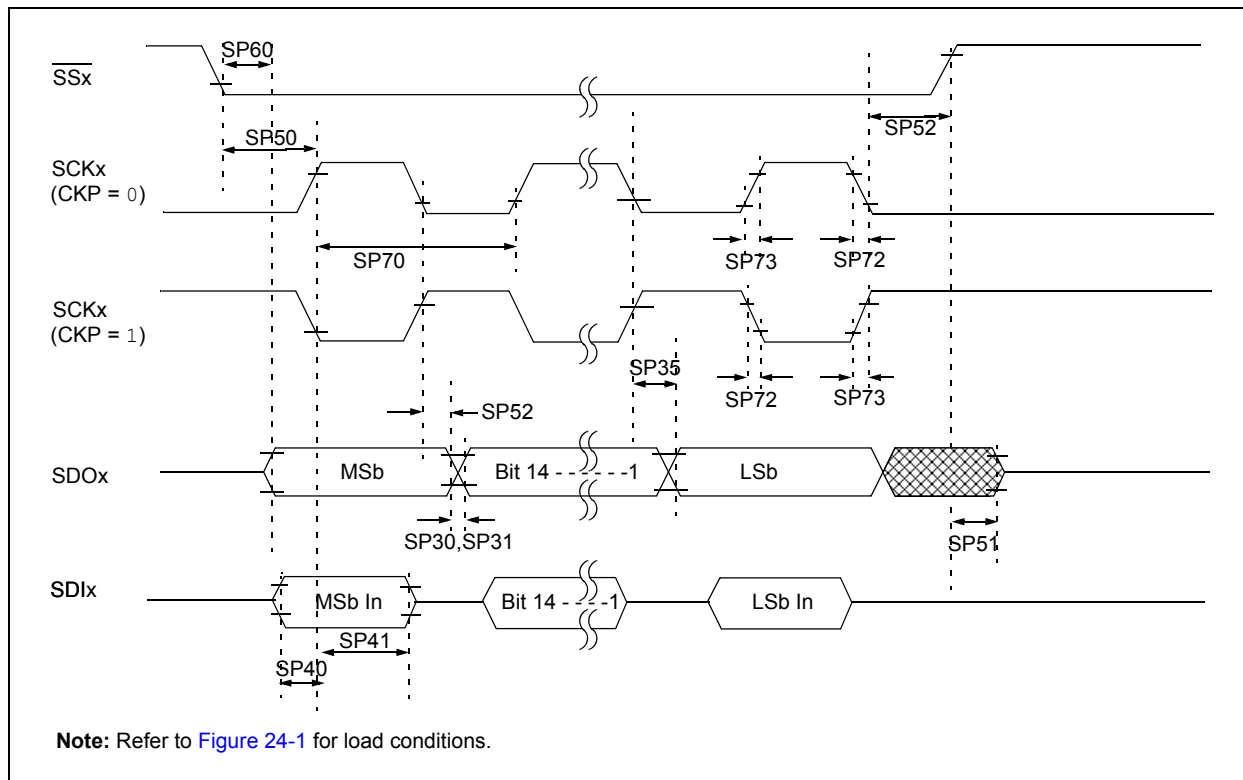 SP60
SSx
SP50
SP52
SCKx
(CKP = 0)
SP70
SP73
SP72
SCKx
(CKP = 1)
SP35
SP72
SP73
SP52
SDOx
MSb
Bit 14 - - - - - -1
LSb
SP30,SP31
SP51
SDIx
MSb In
Bit 14 - - - -1
LSb In
SP41
SP40
Note: Refer to Figure 24-1 for load conditions.